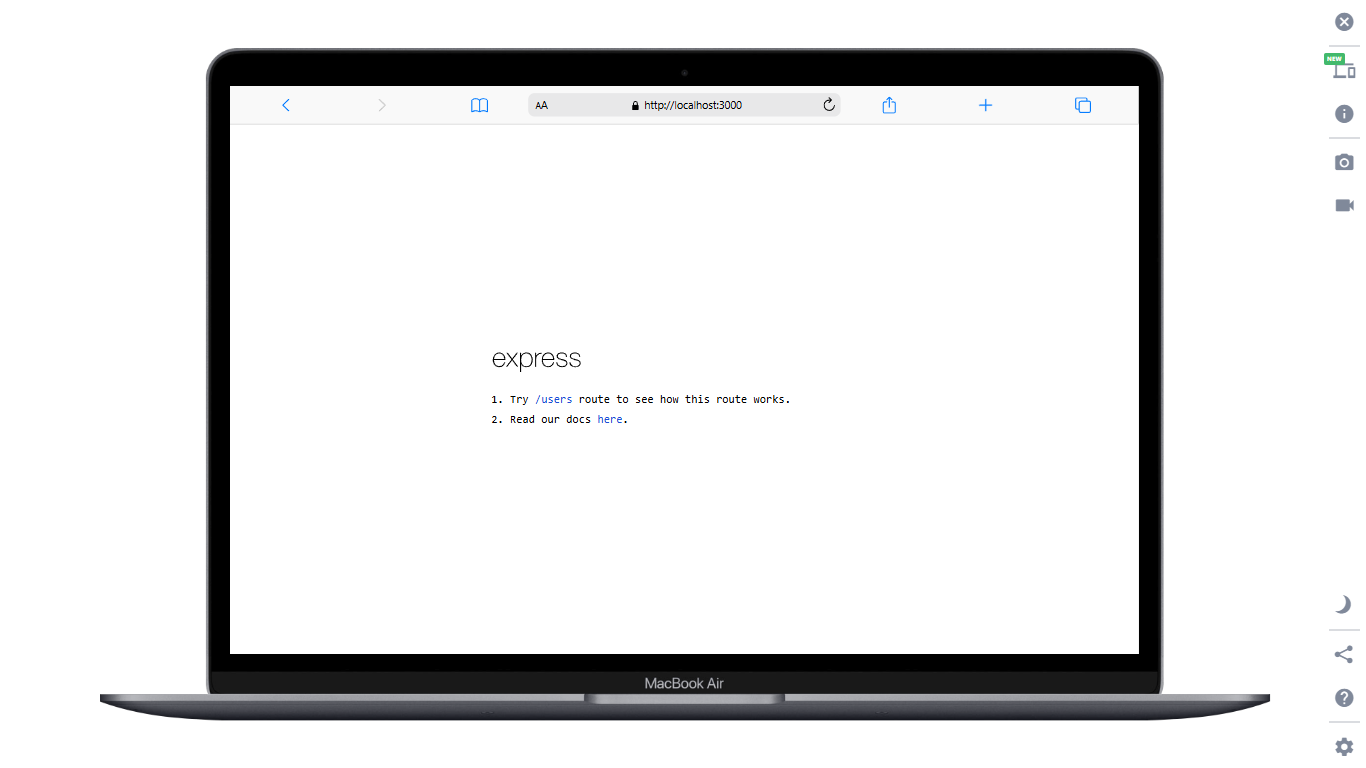 NEW
AA http://localhost:3000
express
1. Try /users route to see how this route works.
2. Read our docs here.
MacBook Air